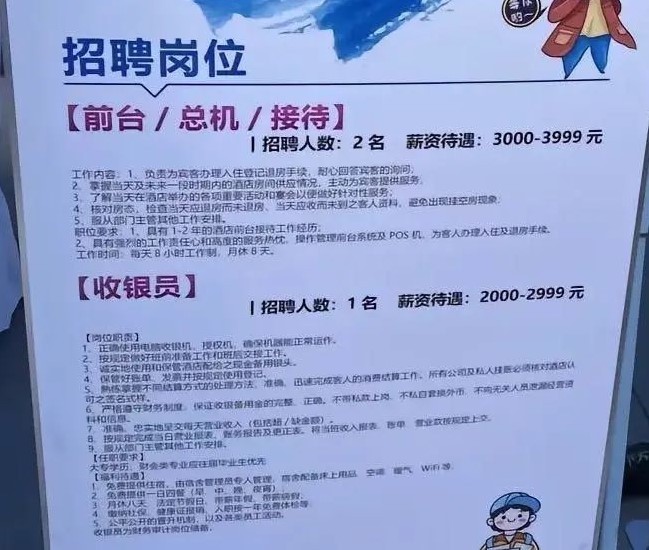 等你
哟~
招聘岗位
【前台 / 总机 / 接待】
| 招聘人数：2 名 薪资待遇：3000-3999 元
工作内容：1、负责为宾客办理入住登记退房手续，耐心回答宾客的询问；
2、掌握当天及未来一段时期内的酒店房间供应情况，主动为宾客提供服务；
3、了解当天在酒店举办的各项重要活动和宴会以便做好针对性服务；
4、核对房态，检查当天应退房而未退房、当天应收而未到之客人资料，避免出现挂空房现象；
5、服从部门主管其他工作安排。
职位要求：1、具有 1-2 年的酒店前台接待工作经历；
2、具有强烈的工作责任心和高度的服务热忱，操作管理前台系统及 POS 机，为客人办理入住及退房手续。
工作时间：每天 8 小时工作制，月休 8 天。
【收银员】
| 招聘人数：1 名 薪资待遇：2000-2999 元
【岗位职责】
1、正确使用电脑收银机、授权机，确保机器能正常运作。
2、按规定做好班前准备工作和班后交接工作。
3、诚实地使用和保管酒店配给之现金备用银头。
4、保管好账单、发票并按规定使用登记。
5、熟练掌握不同结算方式的处理方法，准确、迅速完成客人的消费结算工作，所有公司及私人挂账必须核对酒店认
可之签名式样。
6、严格遵守财务制度，保证收银备用金的完整、正确。不带私款上岗，不私自套换外币，不向无关人员泄漏经营资
料和信息。
7、准确、忠实地呈交每天营业收入（包括超 / 缺金额）。
8、按规定完成当日营业报表、账务报告及更正表。将当班收入报表、账单、营业款按规定上交。
9、服从部门主管其他工作安排。
【任职要求】
大专学历，财会类专业应往届毕业生优先
【福利待遇】
1、免费提供住宿，由宿舍管理员专人管理，宿舍配备床上用品、空调、暖气、WiFi 等
2、免费提供一日四餐（早、中、晚、夜宵）
3、月休八天，法定节假日，带薪年假，带薪病假；
4、缴纳社保，健康证报销，入职按一年免费体检等；
5、公平公开的晋升机制，以及各类员工活动。
收银员为财务审计岗位储备。